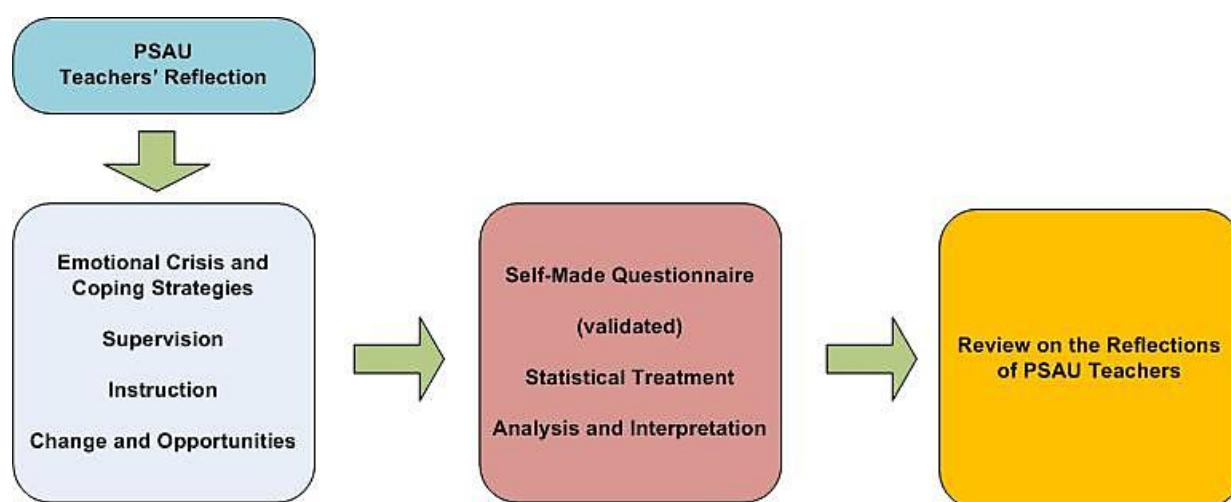 PSAU
Teachers’ Reflection
Emotional Crisis and
Coping Strategies
Supervision
Instruction
Change and Opportunities
Self-Made Questionnaire
(validated)
Statistical Treatment
Analysis and Interpretation
Review on the Reflections
of PSAU Teachers